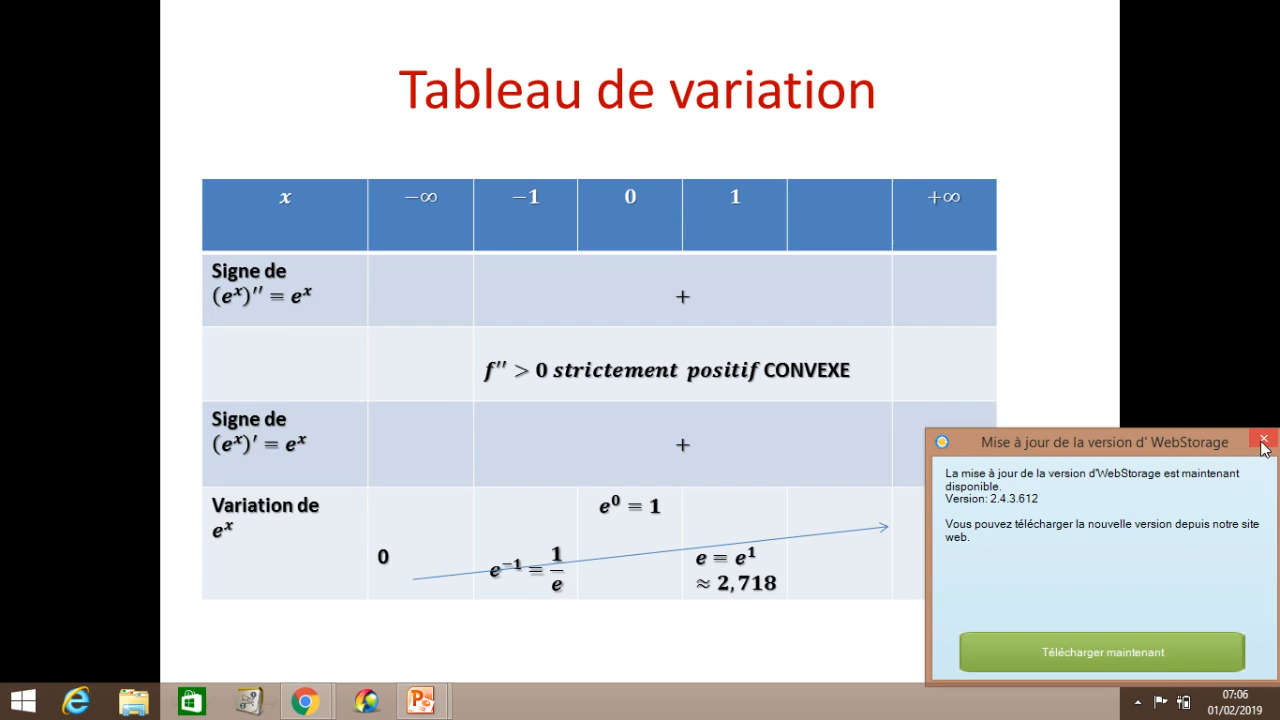 Tableau de variation
x −∞ −1 0 1 +∞
Signe de
(eˣ)′′ = eˣ
+
f′′ > 0 strictement positif CONVEXE
Signe de
(eˣ)′ = eˣ
+
Variation de
eˣ
0
e⁻¹ = 1/e
e⁰ = 1
e = e¹
≈ 2,718
Mise à jour de la version d' WebStorage
La mise à jour de la version d'WebStorage est maintenant
disponible.
Version: 2.4.3.612
Vous pouvez télécharger la nouvelle version depuis notre site
web.
Télécharger maintenant
07:06
01/02/2019